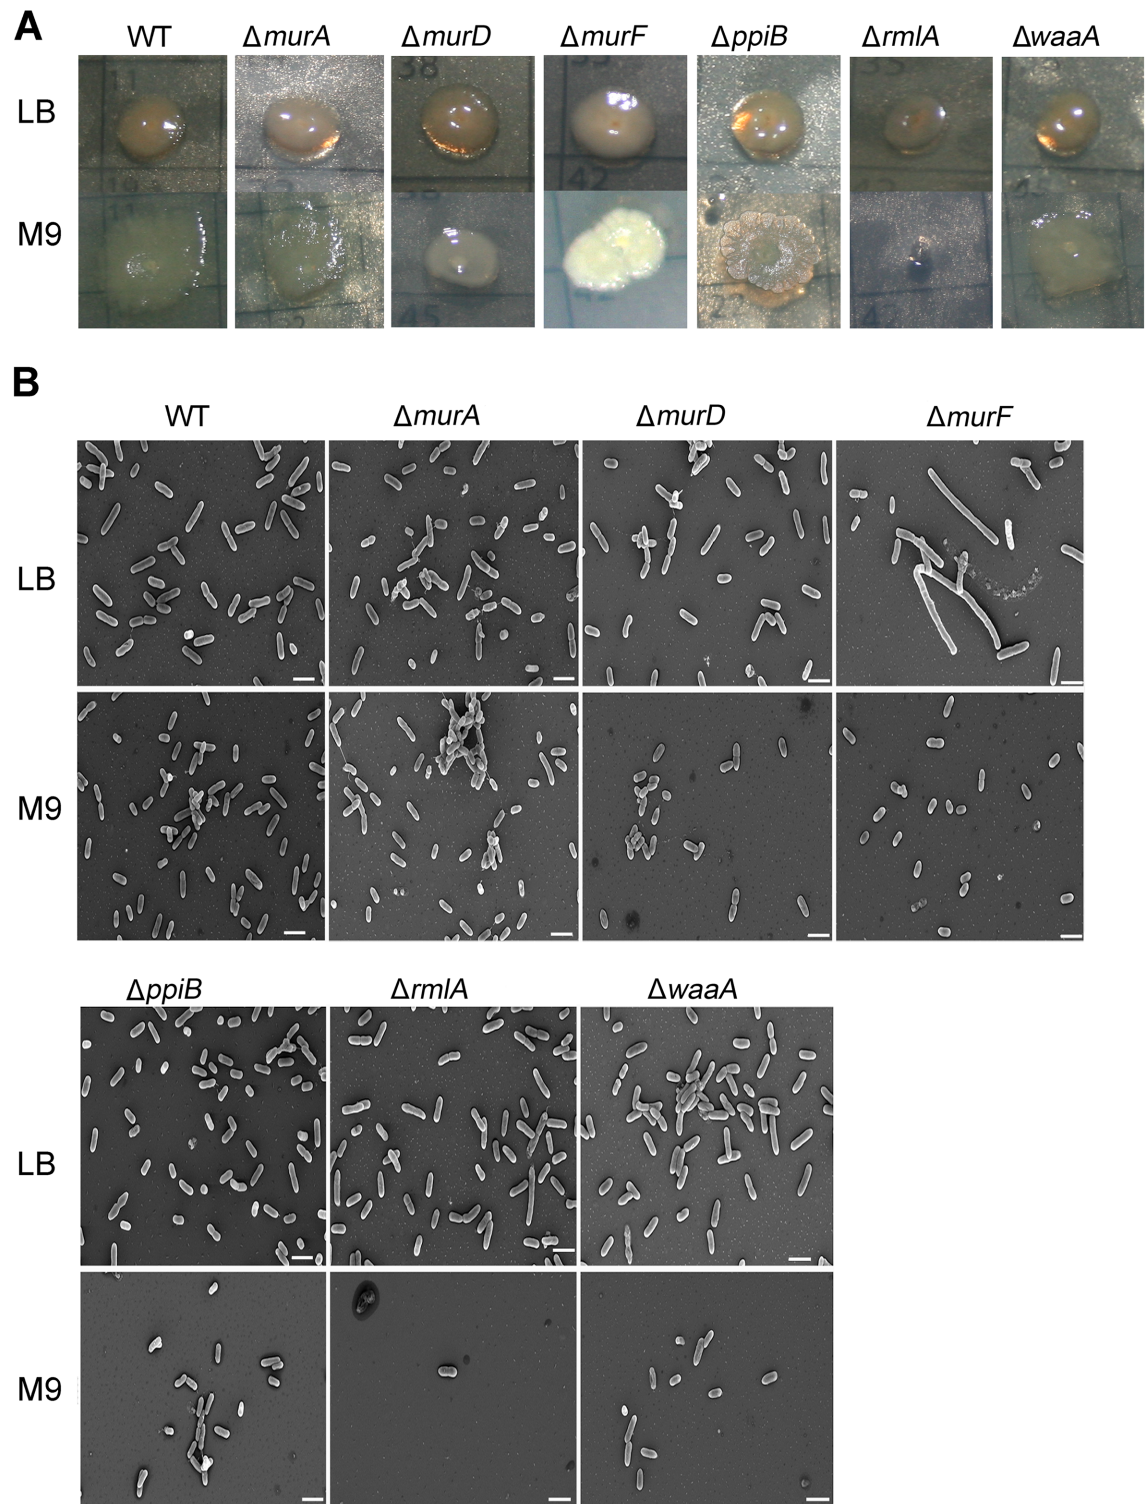 A
WT ΔmurA ΔmurD ΔmurF ΔppiB ΔrmlA ΔwaaA
LB
M9
B
WT ΔmurA ΔmurD ΔmurF
LB
M9
ΔppiB ΔrmlA ΔwaaA
LB
M9